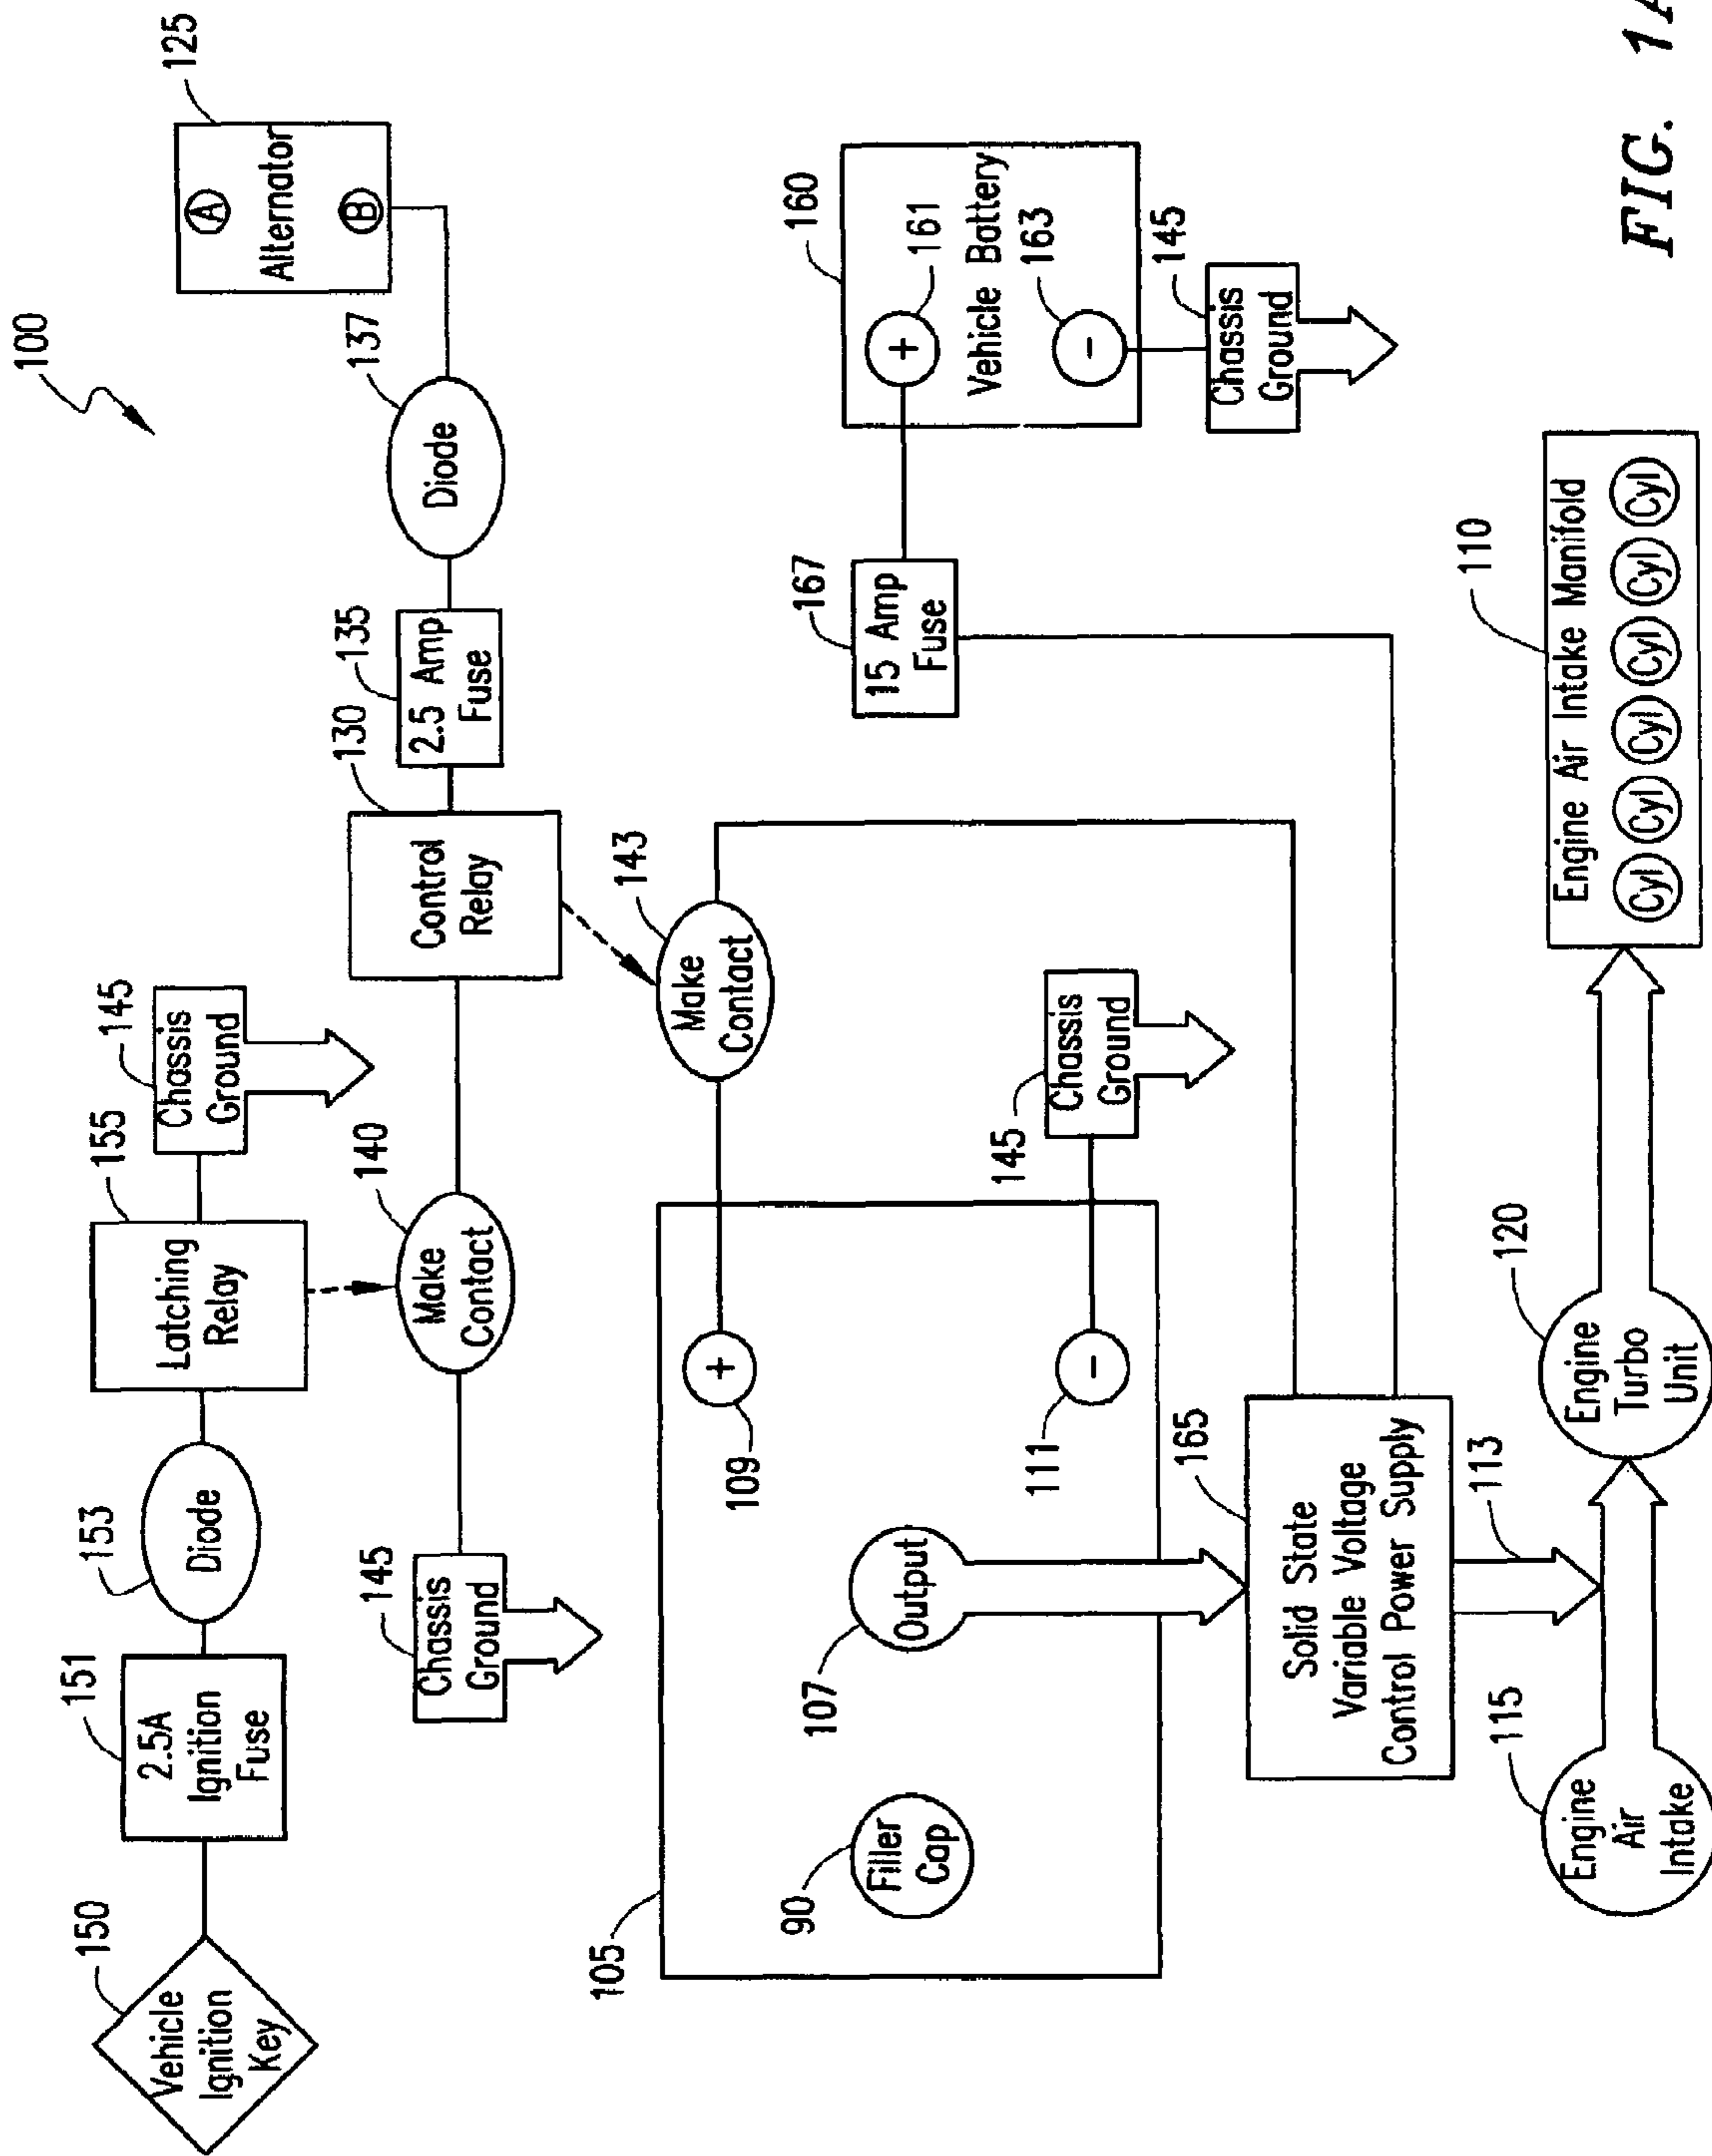 100
150
Vehicle
Ignition
Key
151
2.5A
Ignition
Fuse
153
Diode
155
Latching
Relay
145
Chassis
Ground
125
A
Alternator
B
145
Chassis
Ground
140
Make
Contact
130
Control
Relay
135
2.5 Amp
Fuse
137
Diode
105
90
Filler
Cap
107
Output
109
+
111
-
143
Make
Contact
145
Chassis
Ground
167
15 Amp
Fuse
160
+
161
Vehicle Battery
-
163
145
Chassis
Ground
165
Solid State
Variable Voltage
Control Power Supply
113
115
Engine
Air
Intake
120
Engine
Turbo
Unit
110
Engine Air Intake Manifold
Cyl Cyl Cyl Cyl Cyl Cyl
FIG. 1A